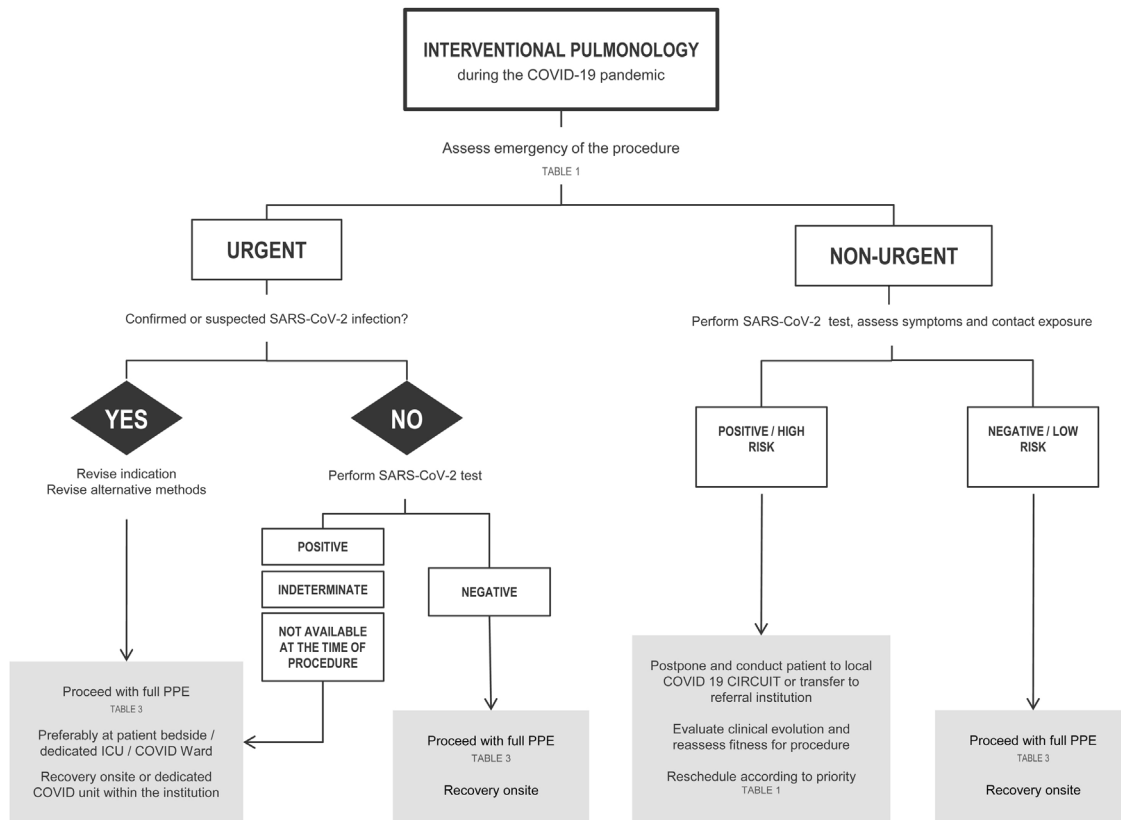 INTERVENTIONAL PULMONOLOGY
during the COVID-19 pandemic
Assess emergency of the procedure
TABLE 1
URGENT
NON-URGENT
Confirmed or suspected SARS-CoV-2 infection?
Perform SARS-CoV-2 test, assess symptoms and contact exposure
YES
NO
POSITIVE / HIGH
RISK
NEGATIVE / LOW
RISK
Revise indication
Revise alternative methods
Perform SARS-CoV-2 test
POSITIVE
INDETERMINATE
NOT AVAILABLE
AT THE TIME OF
PROCEDURE
NEGATIVE
Proceed with full PPE
TABLE 3
Preferably at patient bedside /
dedicated ICU / COVID Ward
Recovery onsite or dedicated
COVID unit within the institution
Proceed with full PPE
TABLE 3
Recovery onsite
Postpone and conduct patient to local
COVID 19 CIRCUIT or transfer to
referral institution
Evaluate clinical evolution and
reassess fitness for procedure
Reschedule according to priority
TABLE 1
Proceed with full PPE
TABLE 3
Recovery onsite